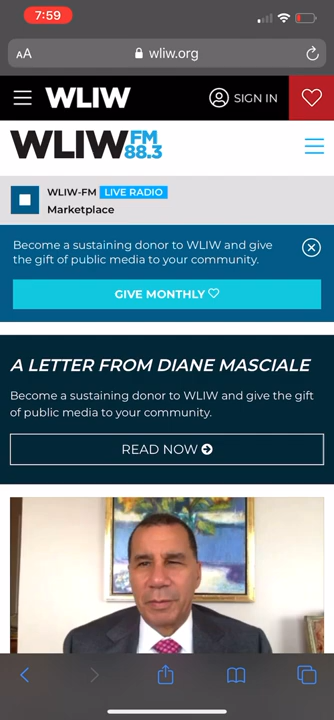 7:59
AA
wliw.org
WLIW
SIGN IN
WLIW FM
88.3
WLIW-FM LIVE RADIO
Marketplace
Become a sustaining donor to WLIW and give
the gift of public media to your community.
GIVE MONTHLY
A LETTER FROM DIANE MASCIALE
Become a sustaining donor to WLIW and give the gift
of public media to your community.
READ NOW